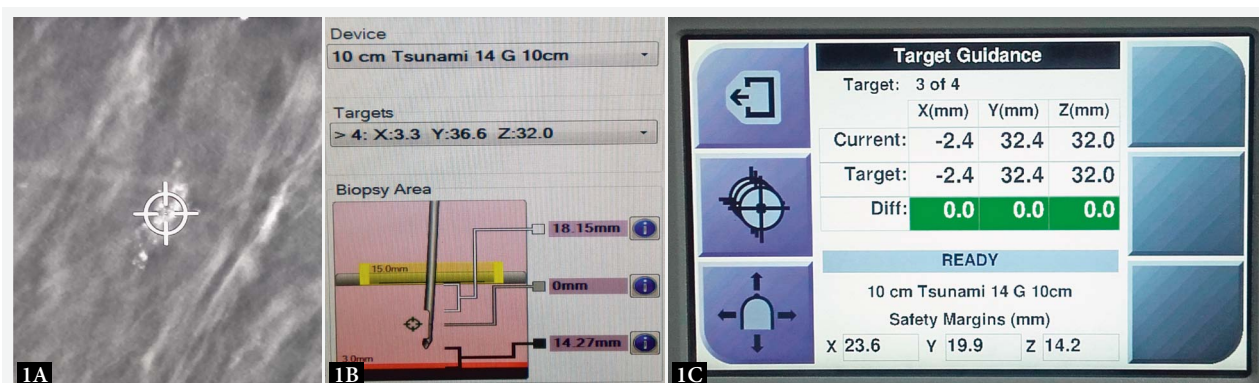 1A
Device
10 cm Tsunami 14 G 10cm
Targets
> 4: X:3.3 Y:36.6 Z:32.0
Biopsy Area
15.0mm
18.15mm
0mm
14.27mm
3.0mm
1B
Target Guidance
Target: 3 of 4
X(mm) Y(mm) Z(mm)
Current: -2.4 32.4 32.0
Target: -2.4 32.4 32.0
Diff: 0.0 0.0 0.0
READY
10 cm Tsunami 14 G 10cm
Safety Margins (mm)
X 23.6 Y 19.9 Z 14.2
1C